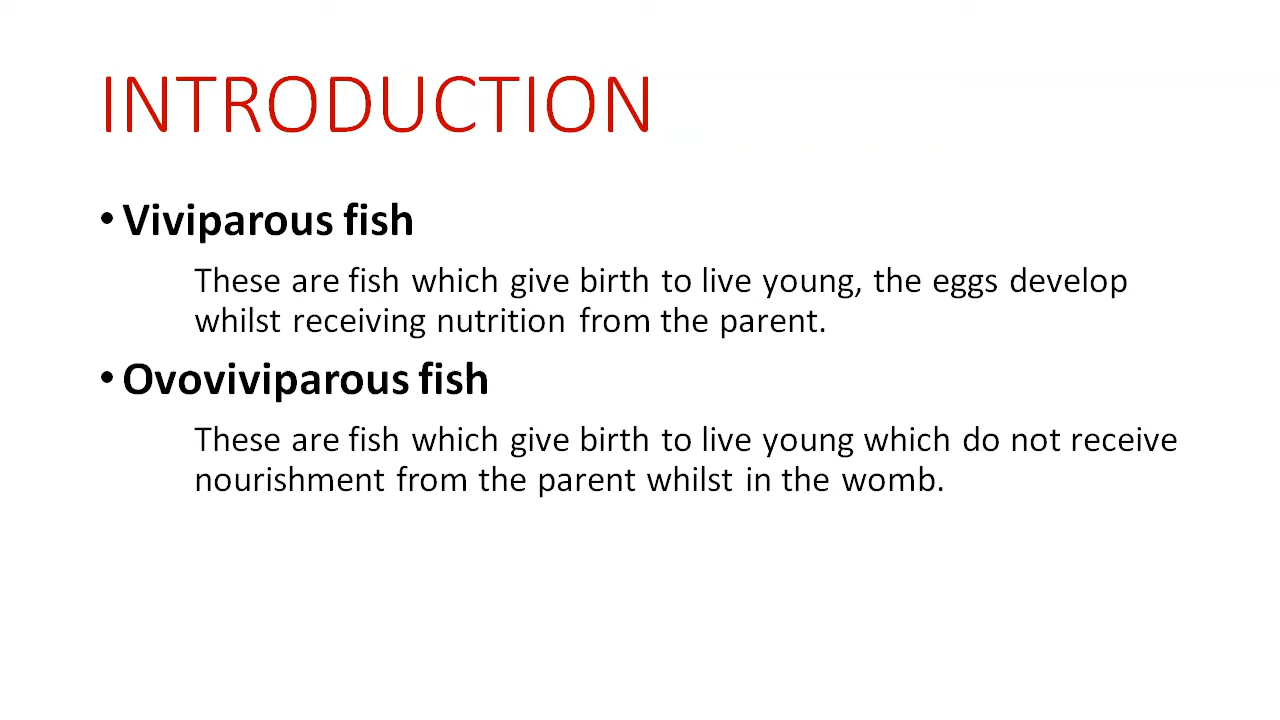 INTRODUCTION
• Viviparous fish
These are fish which give birth to live young, the eggs develop
whilst receiving nutrition from the parent.
• Ovoviviparous fish
These are fish which give birth to live young which do not receive
nourishment from the parent whilst in the womb.